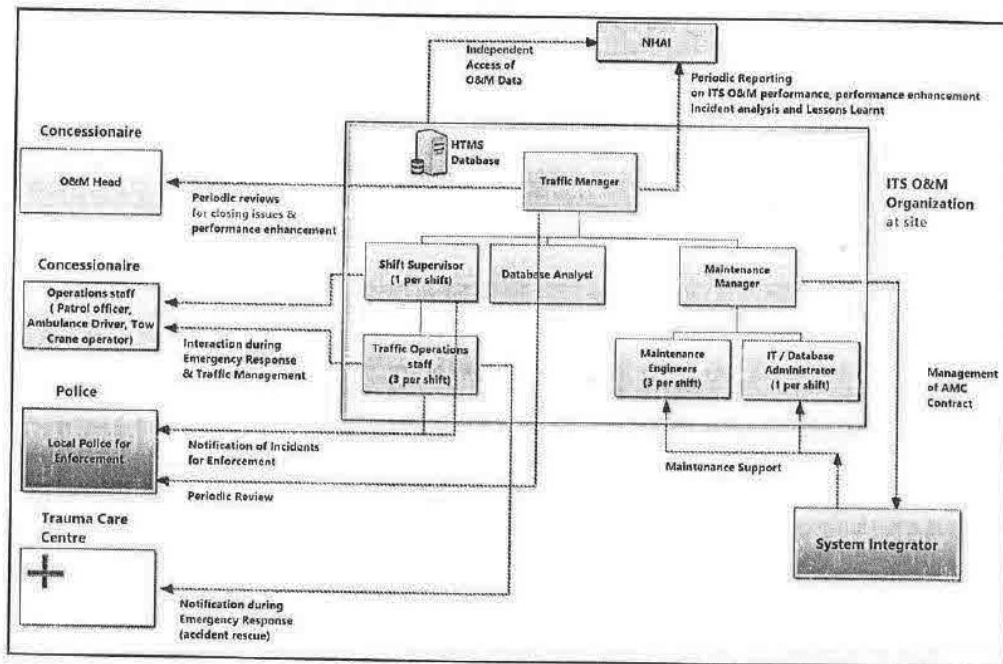 NHAI
Independent
Access of
O&M Data
Periodic Reporting
on ITS O&M performance, performance enhancement
Incident analysis and Lessons Learnt
Concessionaire
O&M Head
HTMS
Database
Traffic Manager
ITS O&M
Organization
at site
Periodic reviews
for closing issues &
performance enhancement
Concessionaire
Operations staff
( Patrol officer,
Ambulance Driver, Tow
Crane operator)
Shift Supervisor
(1 per shift)
Database Analyst
Maintenance
Manager
Interaction during
Emergency Response
& Traffic Management
Traffic Operations
staff
(3 per shift)
Maintenance
Engineers
(3 per shift)
IT / Database
Administrator
(1 per shift)
Management
of AMC
Contract
Police
Local Police for
Enforcement
Notification of Incidents
for Enforcement
Maintenance Support
Periodic Review
Trauma Care
Centre
System Integrator
Notification during
Emergency Response
(accident rescue)